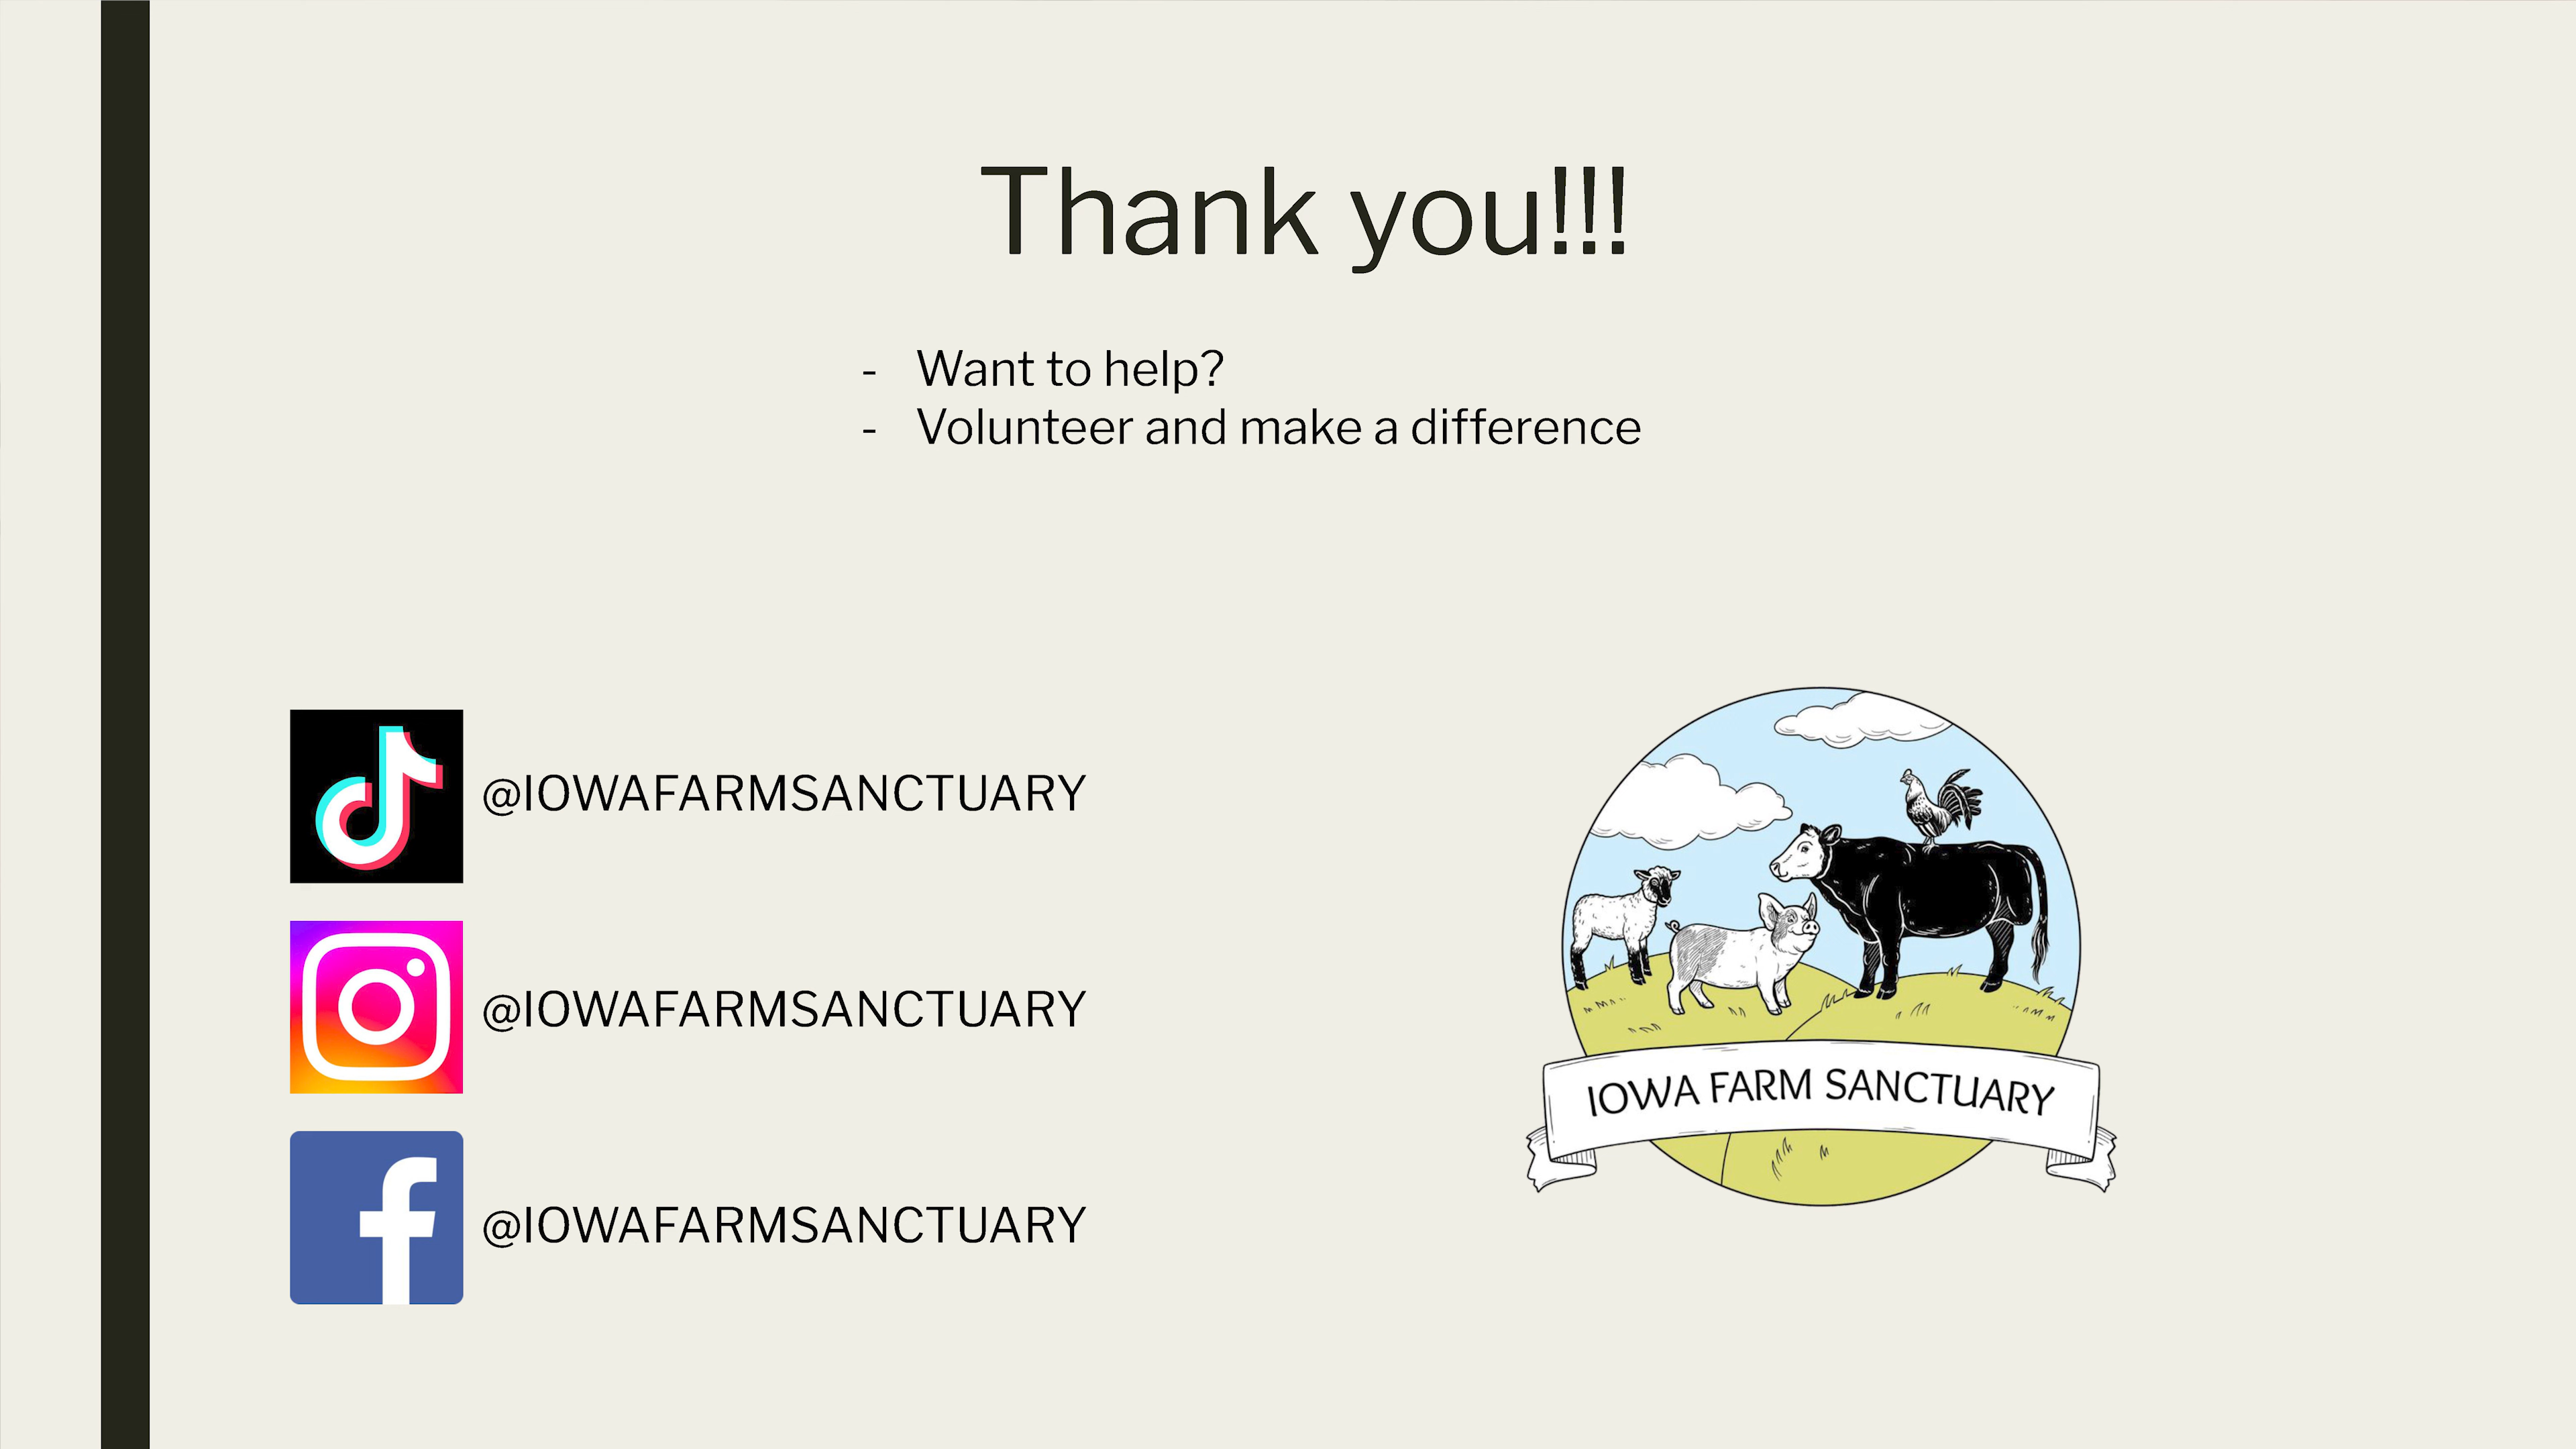 Thank you!!!
- Want to help?
- Volunteer and make a difference
@IOWAFARMSANCTUARY
@IOWAFARMSANCTUARY
@IOWAFARMSANCTUARY
IOWA FARM SANCTUARY